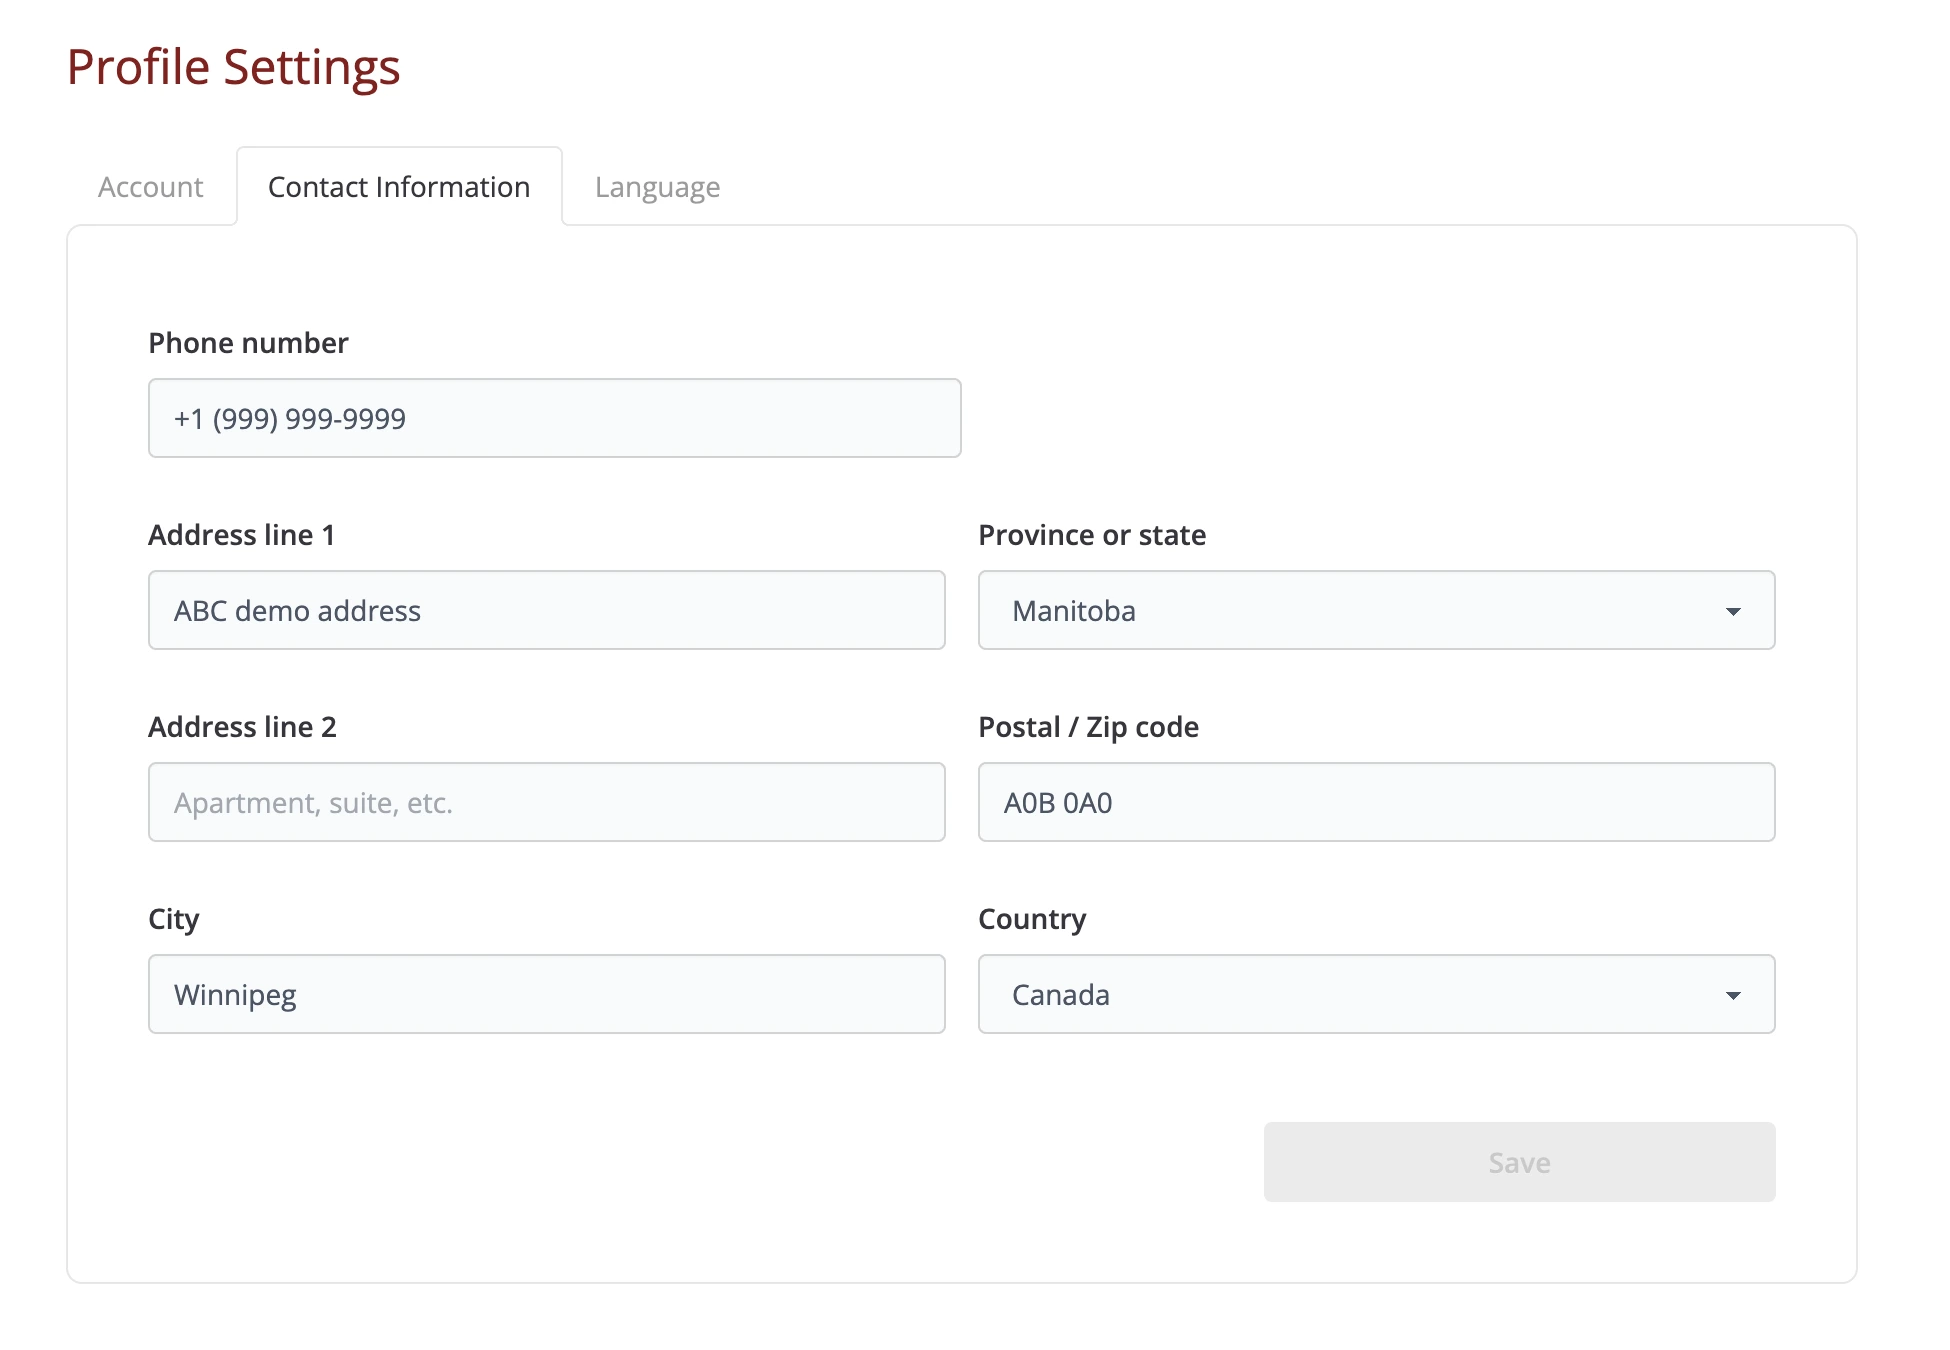 Profile Settings
Account
Contact Information
Language
Phone number
+1 (999) 999-9999
Address line 1
Province or state
ABC demo address
Manitoba
Address line 2
Postal / Zip code
Apartment, suite, etc.
A0B 0A0
City
Country
Winnipeg
Canada
Save